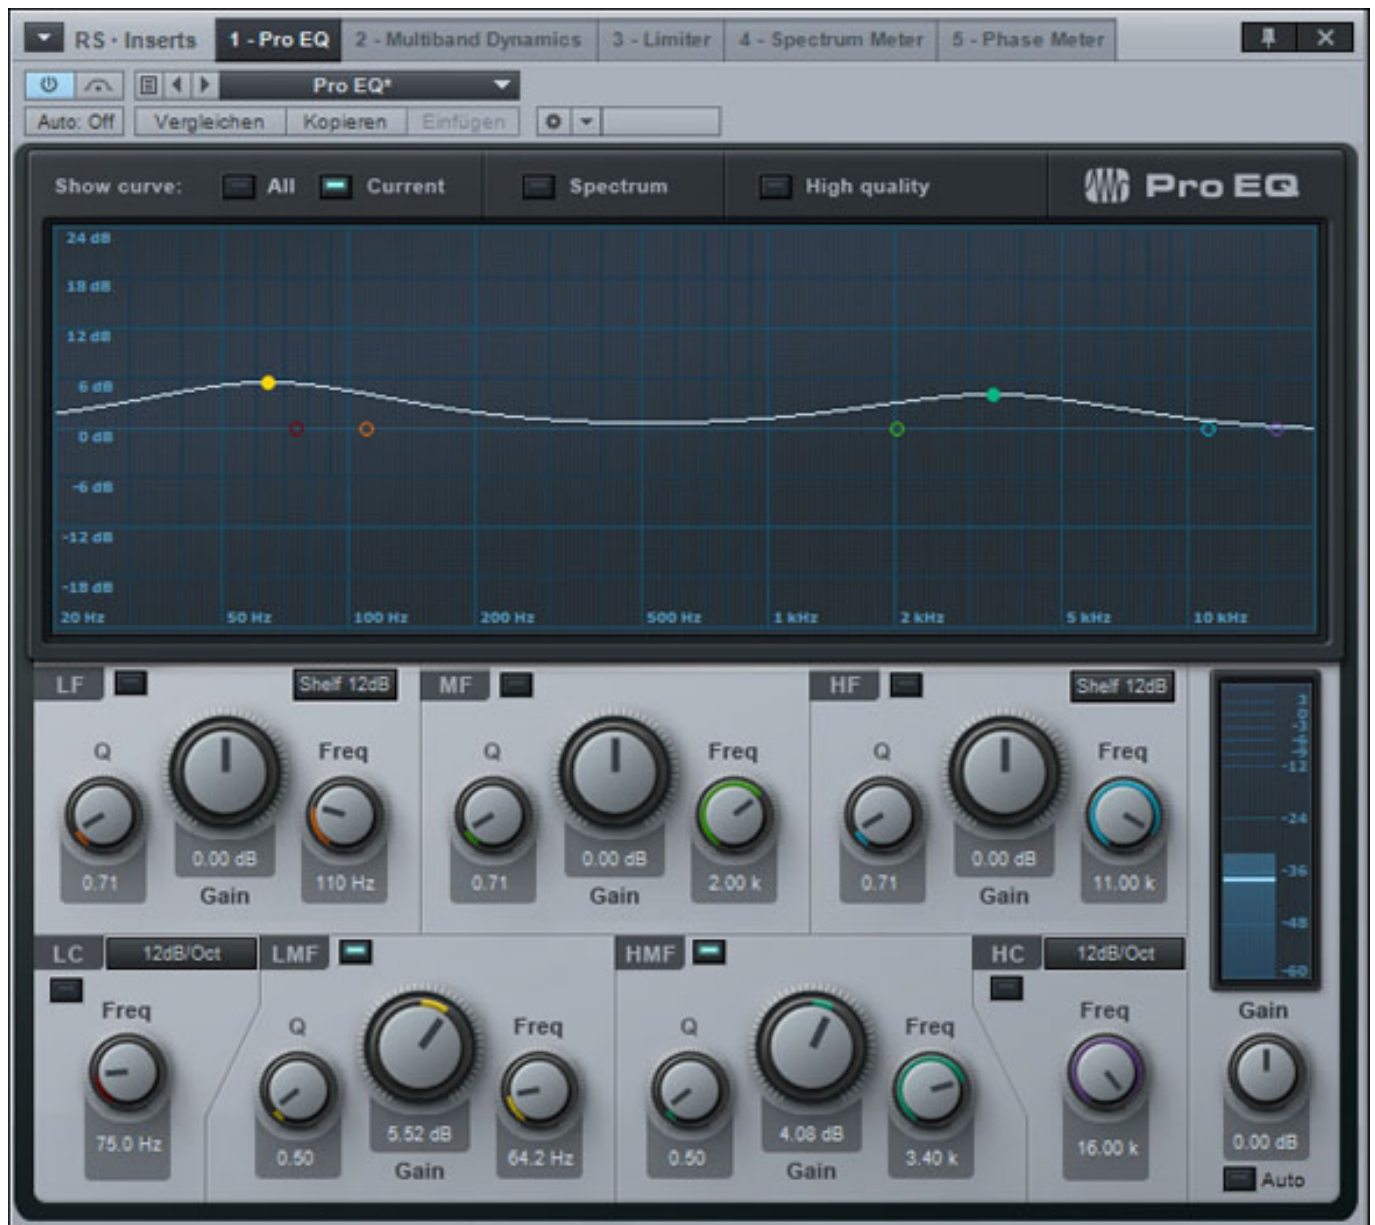 RS · Inserts 1 - Pro EQ 2 - Multiband Dynamics 3 - Limiter 4 - Spectrum Meter 5 - Phase Meter
Pro EQ*
Auto: Off Vergleichen Kopieren Einfügen
Show curve: All Current Spectrum High quality Pro EQ
24 dB
18 dB
12 dB
6 dB
0 dB
-6 dB
-12 dB
-18 dB
20 Hz 50 Hz 100 Hz 200 Hz 500 Hz 1 kHz 2 kHz 5 kHz 10 kHz
LF Shelf 12dB MF HF Shelf 12dB
Q Freq Q Freq Q Freq
0.00 dB 0.00 dB 0.00 dB
0.71 110 Hz 0.71 2.00 k 0.71 11.00 k
Gain Gain Gain
-12
-24
-36
-48
-60
LC 12dB/Oct LMF HMF HC 12dB/Oct
Freq Q Freq Q Freq Freq Gain
75.0 Hz 5.52 dB 4.08 dB 16.00 k 0.00 dB
0.50 64.2 Hz 0.50 3.40 k
Gain Gain Auto